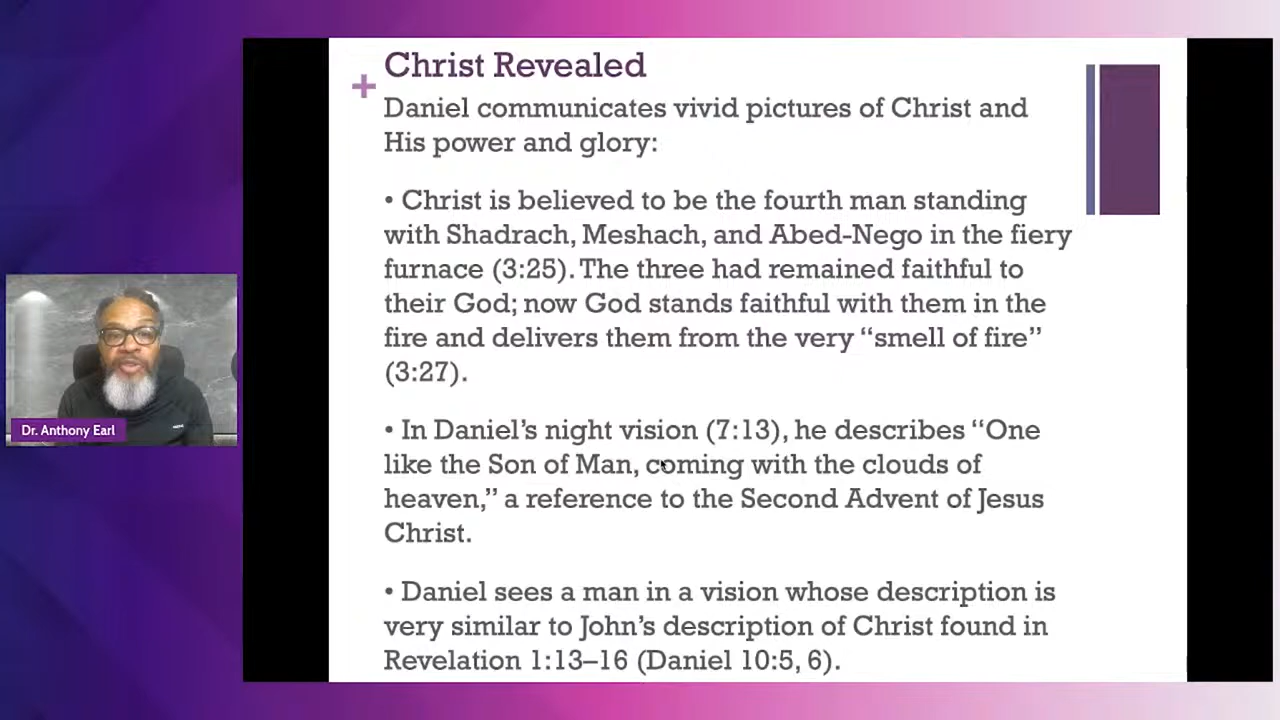 Christ Revealed
+
Daniel communicates vivid pictures of Christ and
His power and glory:
• Christ is believed to be the fourth man standing
with Shadrach, Meshach, and Abed-Nego in the fiery
furnace (3:25). The three had remained faithful to
their God; now God stands faithful with them in the
fire and delivers them from the very “smell of fire”
(3:27).
• In Daniel’s night vision (7:13), he describes “One
like the Son of Man, coming with the clouds of
heaven,” a reference to the Second Advent of Jesus
Christ.
• Daniel sees a man in a vision whose description is
very similar to John’s description of Christ found in
Revelation 1:13–16 (Daniel 10:5, 6).
Dr. Anthony Earl